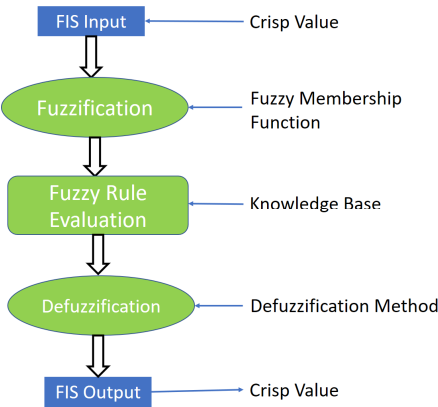 FIS Input
Crisp Value
Fuzzification
Fuzzy Membership
Function
Fuzzy Rule
Evaluation
Knowledge Base
Defuzzification
Defuzzification Method
FIS Output
Crisp Value